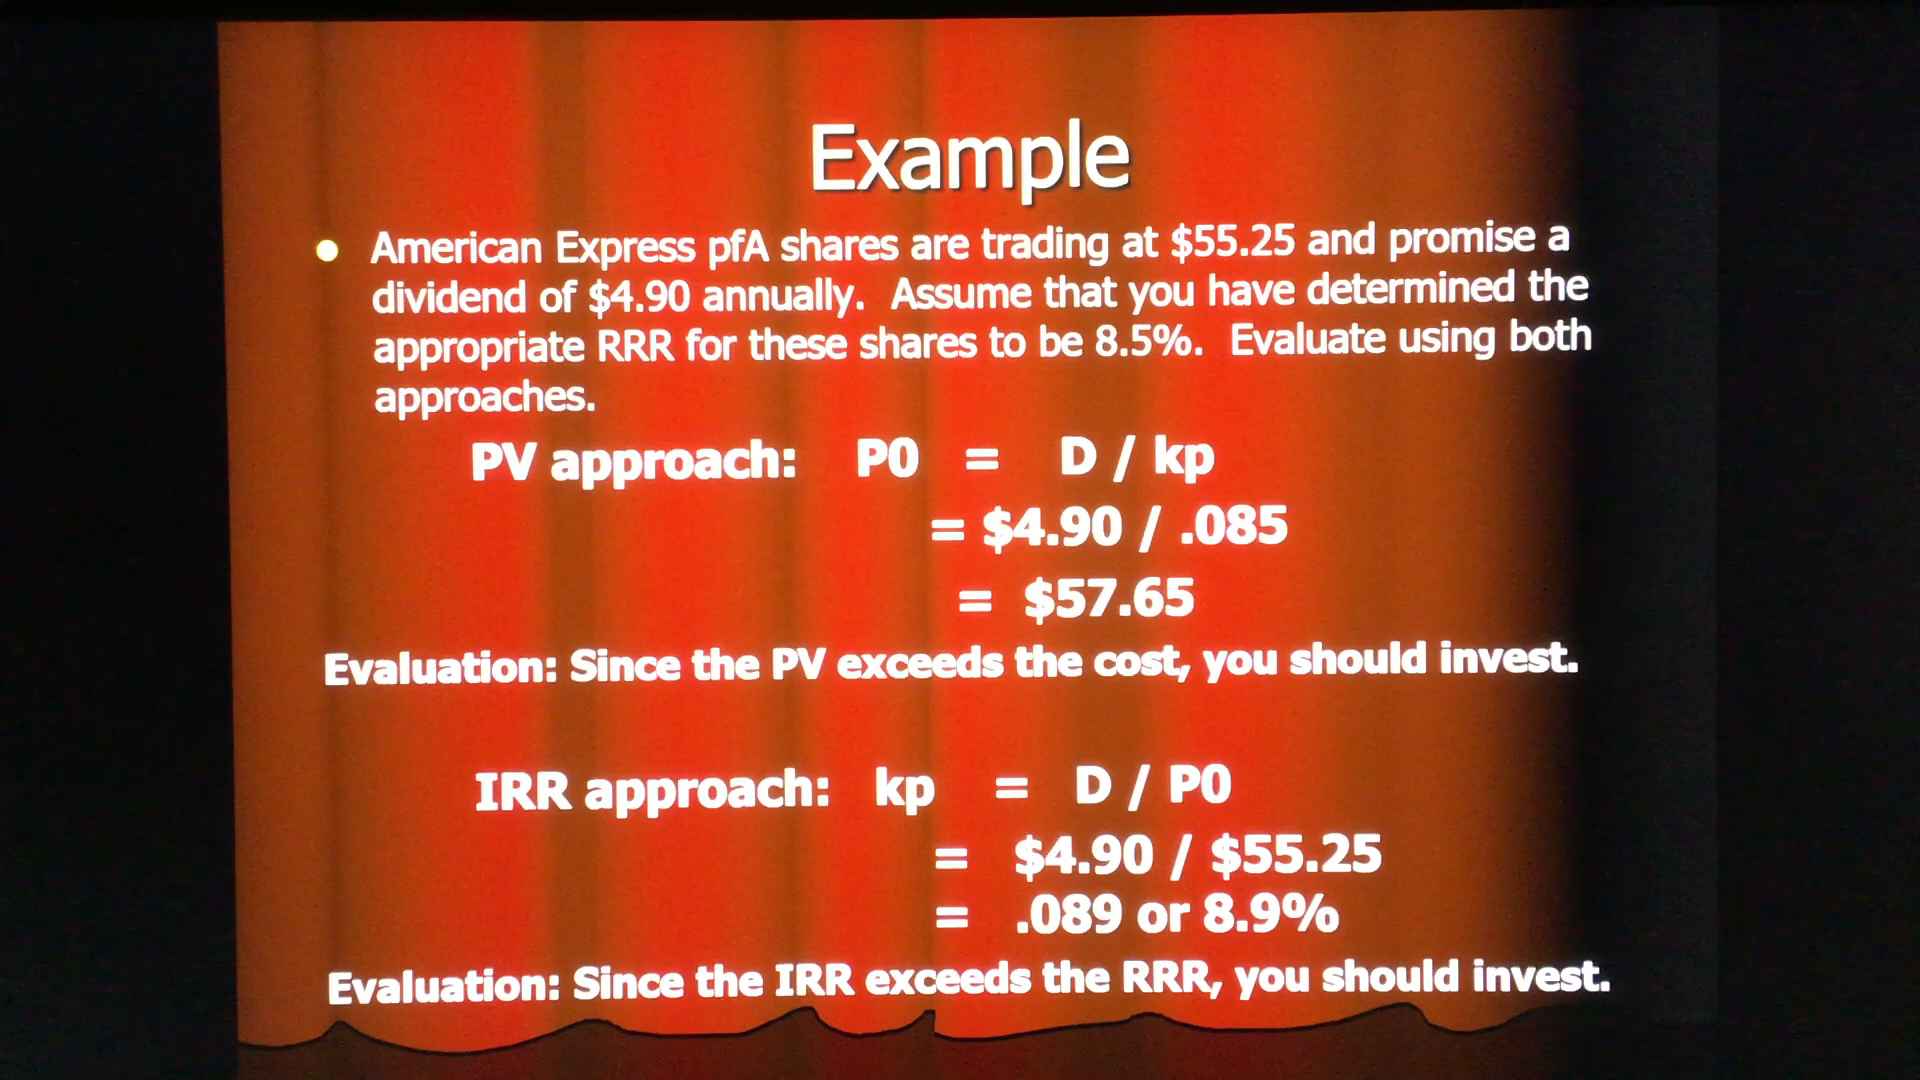 Example
American Express pfA shares are trading at $55.25 and promise a
dividend of $4.90 annually. Assume that you have determined the
appropriate RRR for these shares to be 8.5%. Evaluate using both
approaches.
PV approach: P0 = D / kp
= $4.90 / .085
= $57.65
Evaluation: Since the PV exceeds the cost, you should invest.
IRR approach: kp = D / P0
= $4.90 / $55.25
= .089 or 8.9%
Evaluation: Since the IRR exceeds the RRR, you should invest.